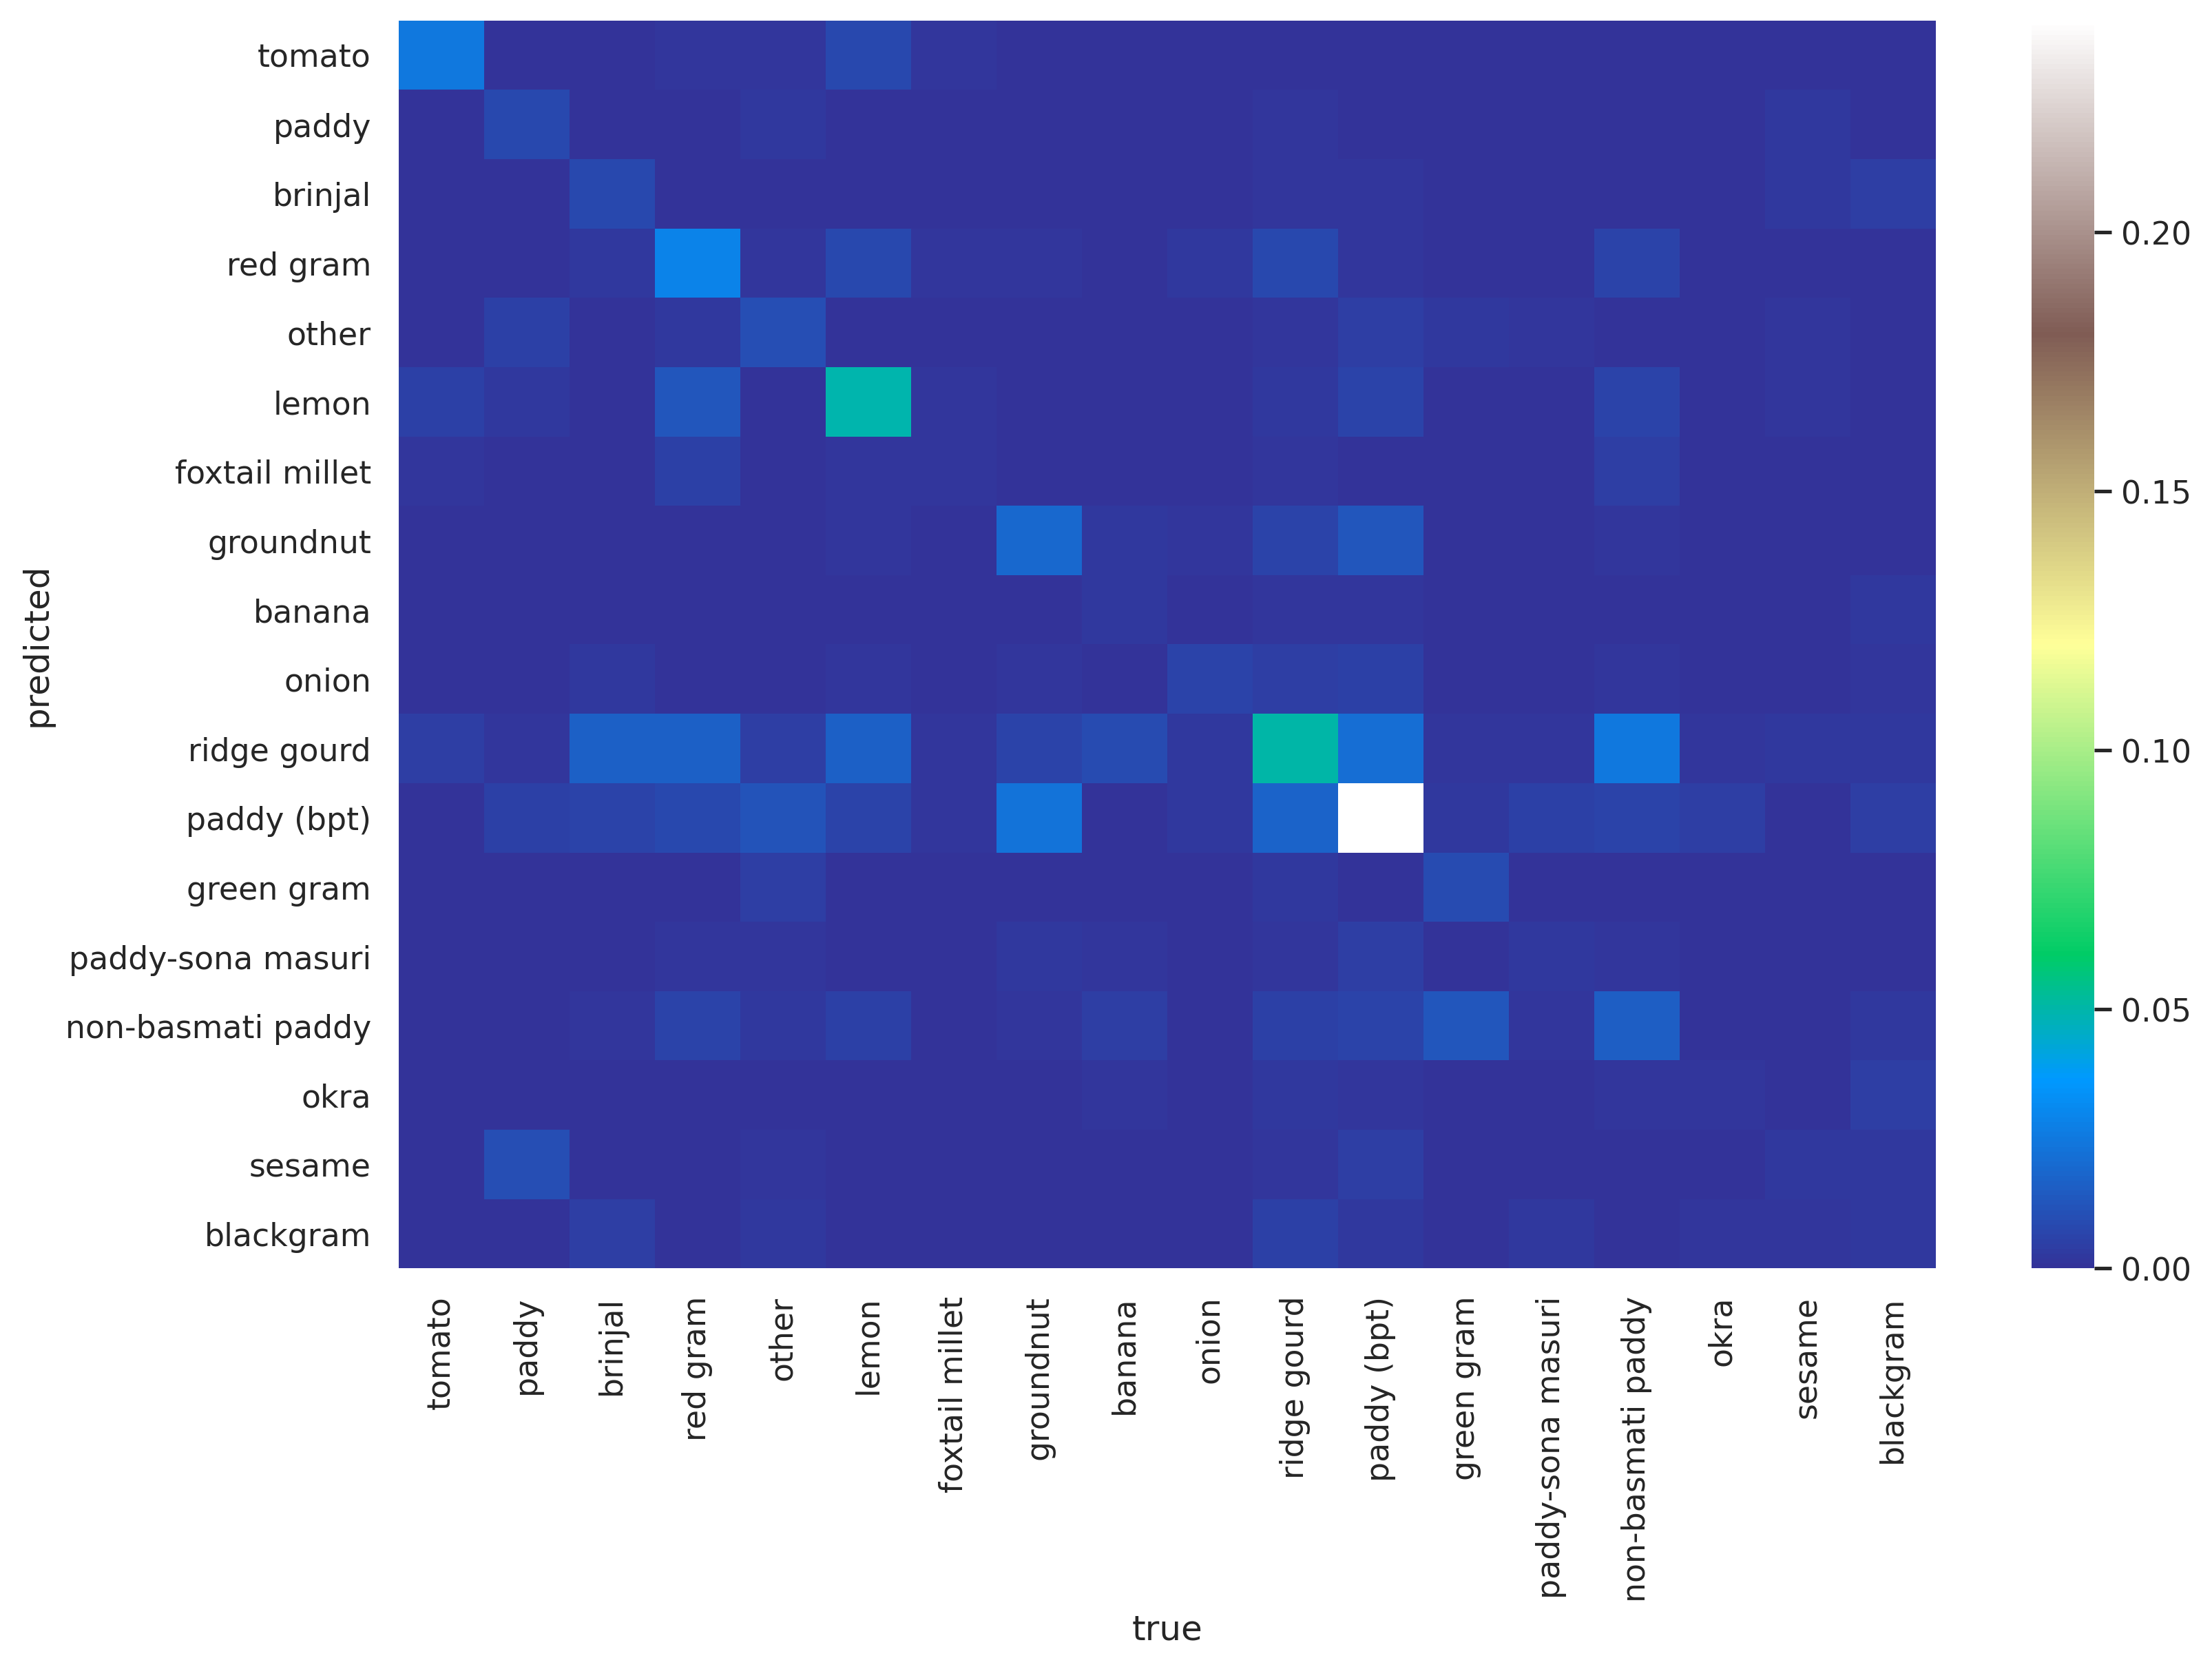 predicted
tomato
paddy
brinjal
red gram
other
lemon
foxtail millet
groundnut
banana
onion
ridge gourd
paddy (bpt)
green gram
paddy-sona masuri
non-basmati paddy
okra
sesame
blackgram
tomato
paddy
brinjal
red gram
other
lemon
foxtail millet
groundnut
banana
onion
ridge gourd
paddy (bpt)
green gram
paddy-sona masuri
non-basmati paddy
okra
sesame
blackgram
true
0.20
0.15
0.10
0.05
0.00